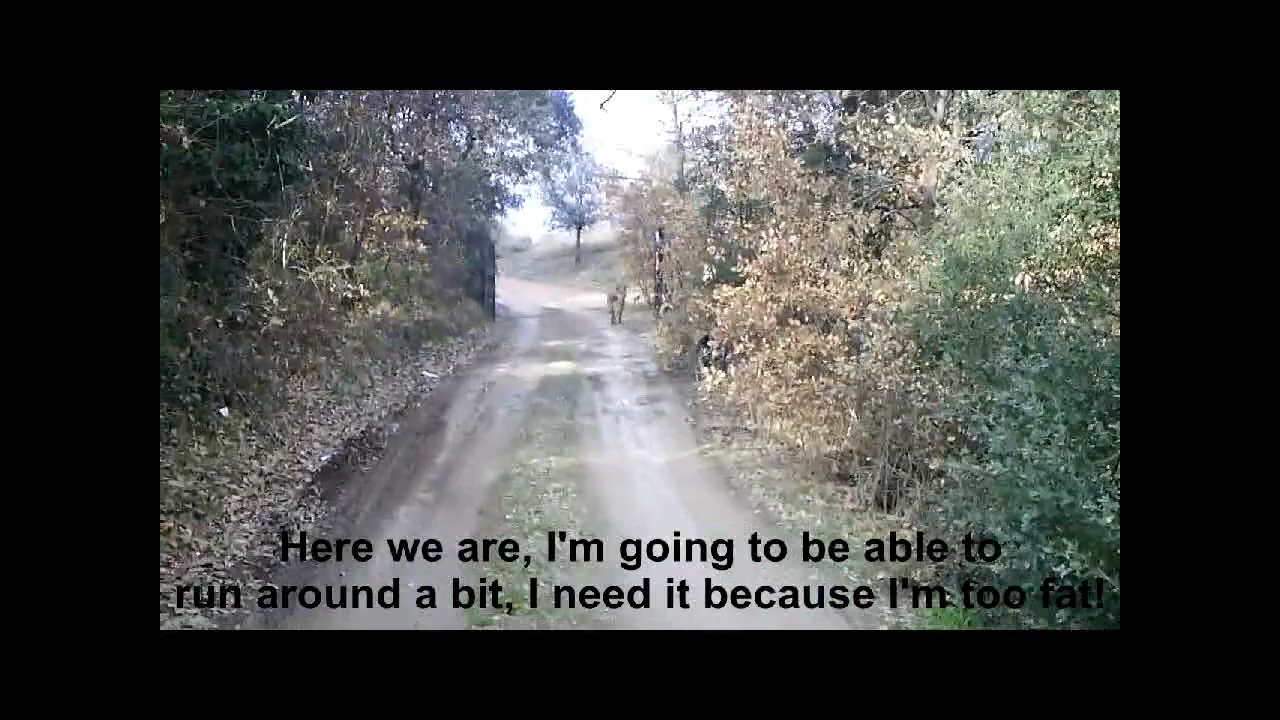 Here we are, I'm going to be able to
run around a bit, I need it because I'm too fat!